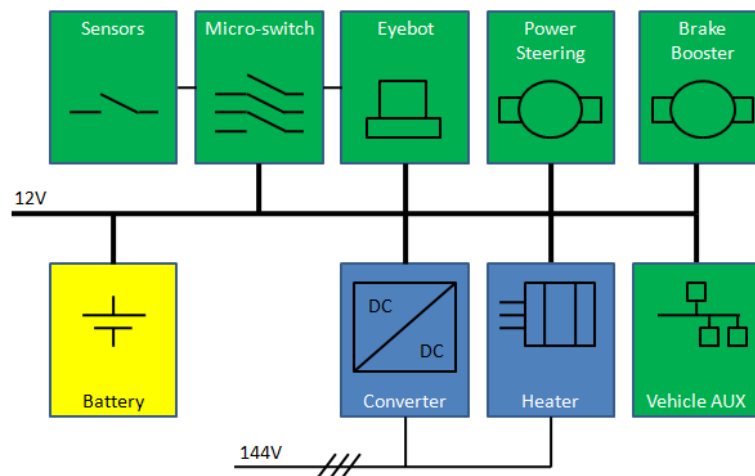 Sensors
Micro-switch
Eyebot
Power
Steering
Brake
Booster
12V
DC
DC
Battery
Converter
Heater
Vehicle AUX
144V